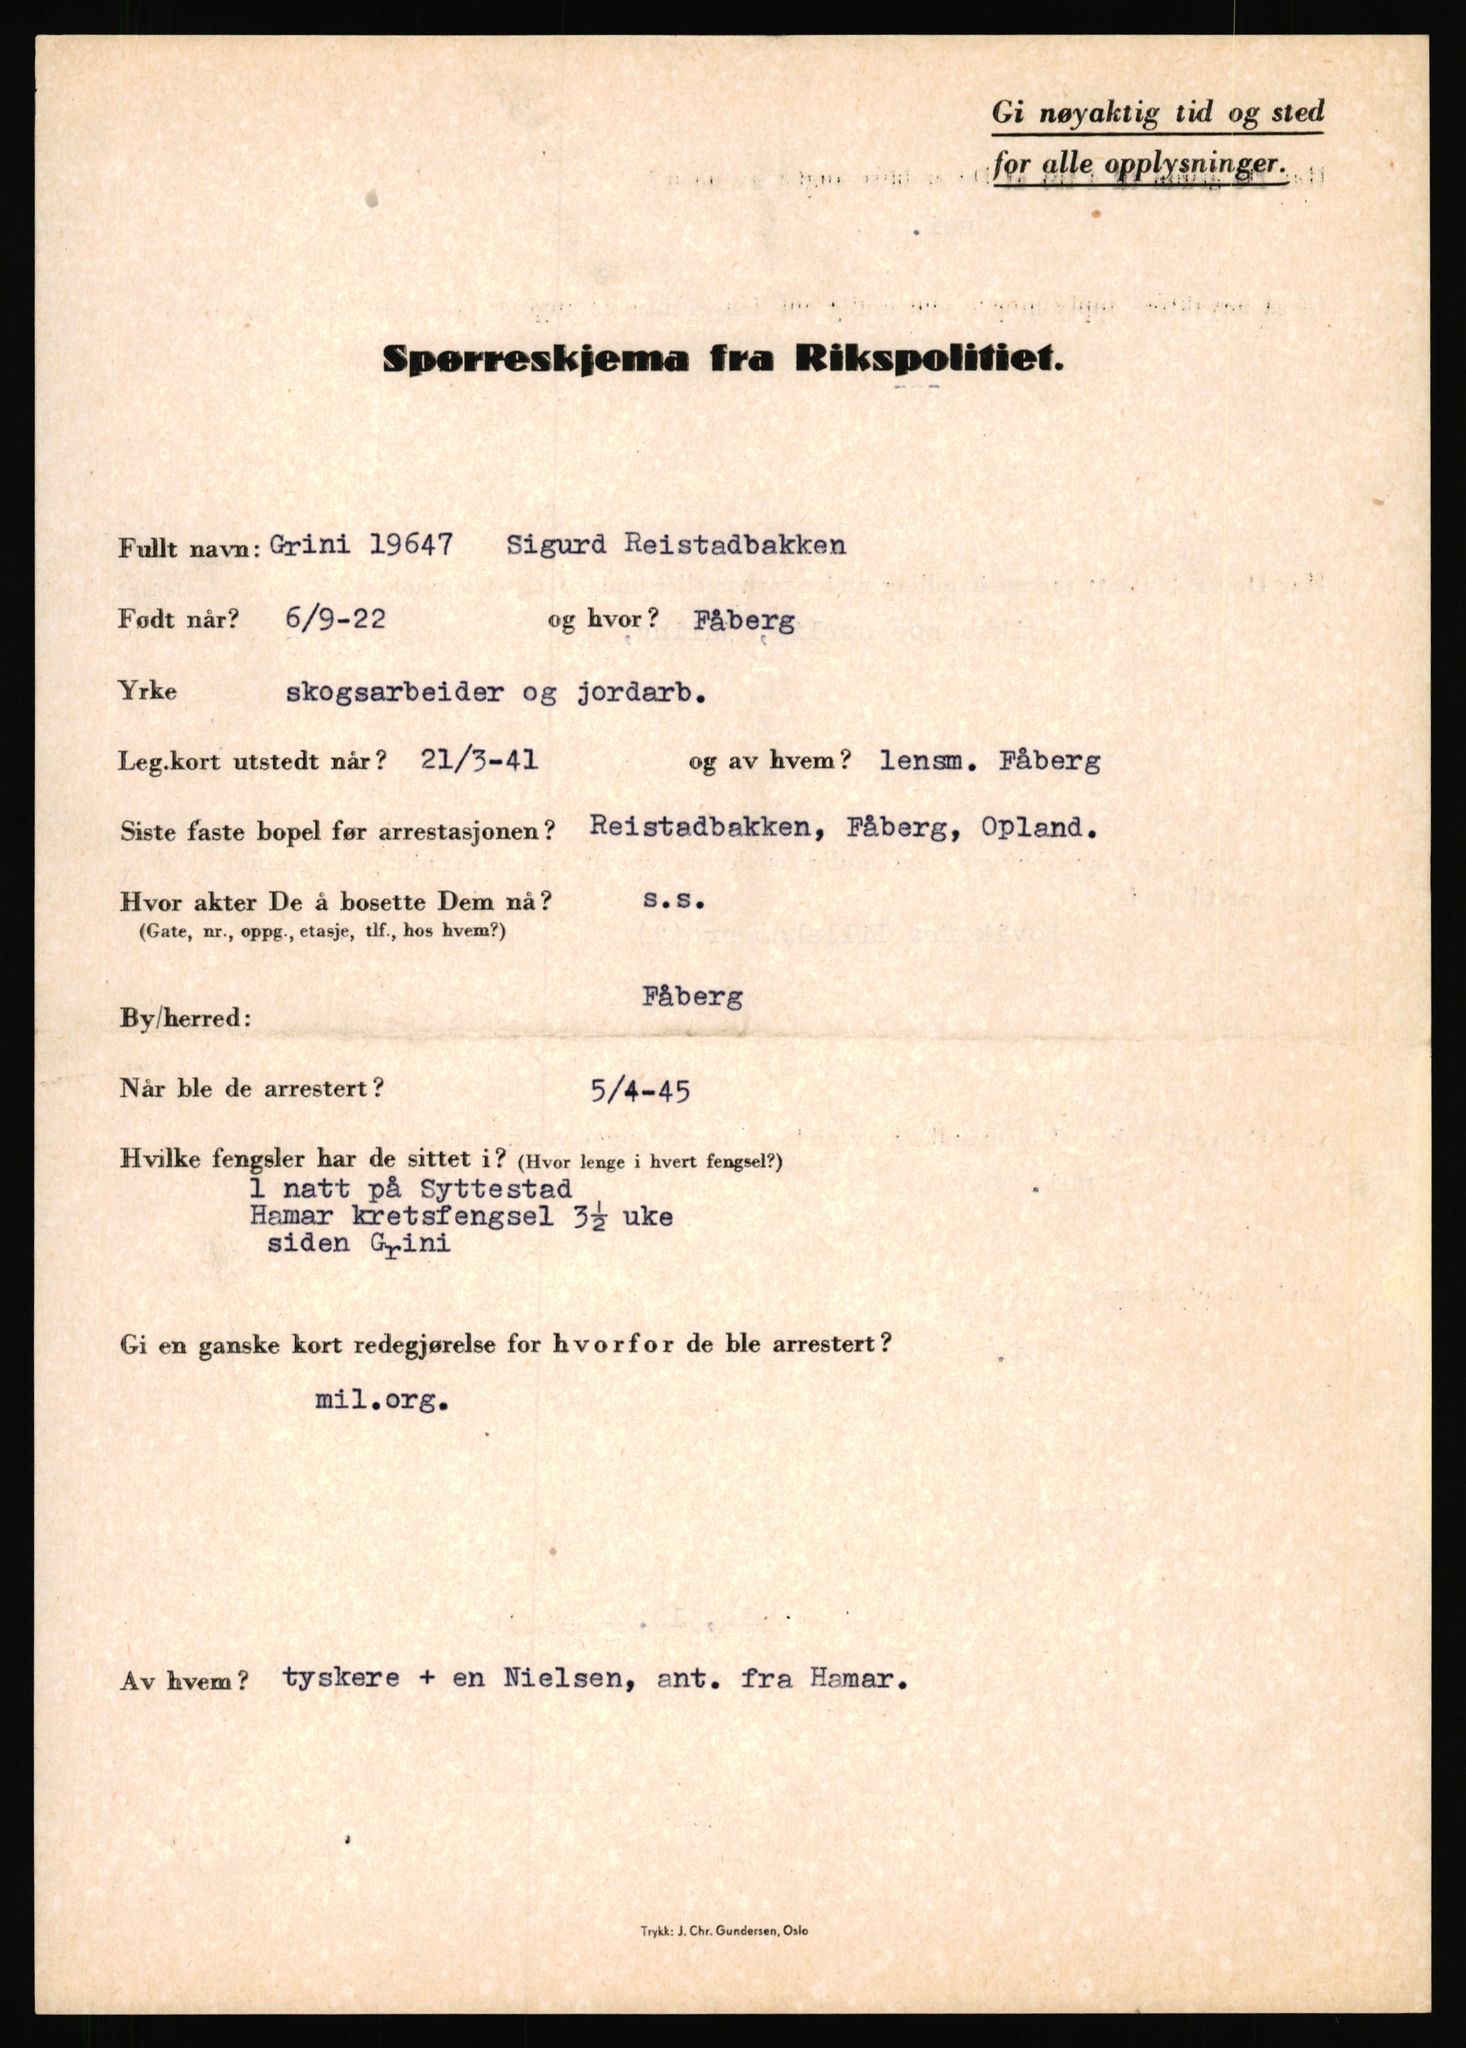 Gi nøyaktig tid og sted
for alle opplysninger.
Spørreskjema fra Rikspolitiet.
Fullt navn: Grini 19647 Sigurd Reistadbakken
Født når? 6/9-22 og hvor? Fåberg
Yrke skogsarbeider og jordarb.
Leg.kort utstedt når? 21/3-41 og av hvem? lensm. Fåberg
Siste faste bopel før arrestasjonen? Reistadbakken, Fåberg, Opland.
Hvor akter De å bosette Dem nå? s.s.
(Gate, nr., oppg., etasje, tlf., hos hvem?)
Fåberg
By/herred:
Når ble de arrestert? 5/4-45
Hvilke fengsler har de sittet i? (Hvor lenge i hvert fengsel?)
1 natt på Syttestad
Hamar kretsfengsel 3½ uke
siden Grini
Gi en ganske kort redegjørelse for hvorfor de ble arrestert?
mil.org.
Av hvem? tyskere + en Nielsen, ant. fra Hamar.
Trykk: J. Chr. Gundersen, Oslo